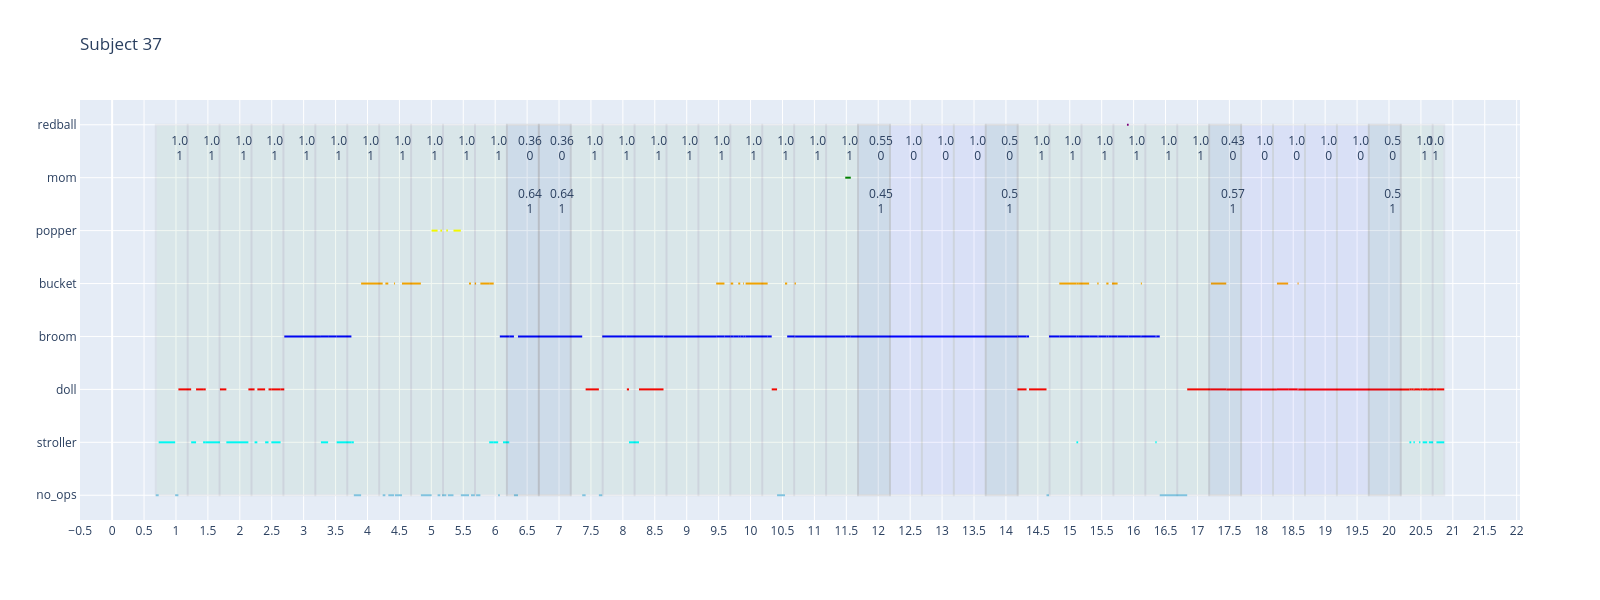 Subject 37
redball
1.0 1.0 1.0 1.0 1.0 1.0 1.0 1.0 1.0 1.0 1.0 0.36 0.36 1.0 1.0 1.0 1.0 1.0 1.0 1.0 1.0 1.0 0.55 1.0 1.0 1.0 0.5 1.0 1.0 1.0 1.0 1.0 1.0 0.43 1.0 1.0 1.0 1.0 0.5 1.0 1.0
1 1 1 1 1 1 1 1 1 1 1 0 0 1 1 1 1 1 1 1 1 1 0 0 0 0 0 1 1 1 1 1 1 0 0 0 0 0 0 1 1
mom
0.64 0.64 0.45 0.5 0.57 0.5
1 1 1 1 1 1
popper
bucket
broom
doll
stroller
no_ops
−0.5 0 0.5 1 1.5 2 2.5 3 3.5 4 4.5 5 5.5 6 6.5 7 7.5 8 8.5 9 9.5 10 10.5 11 11.5 12 12.5 13 13.5 14 14.5 15 15.5 16 16.5 17 17.5 18 18.5 19 19.5 20 20.5 21 21.5 22